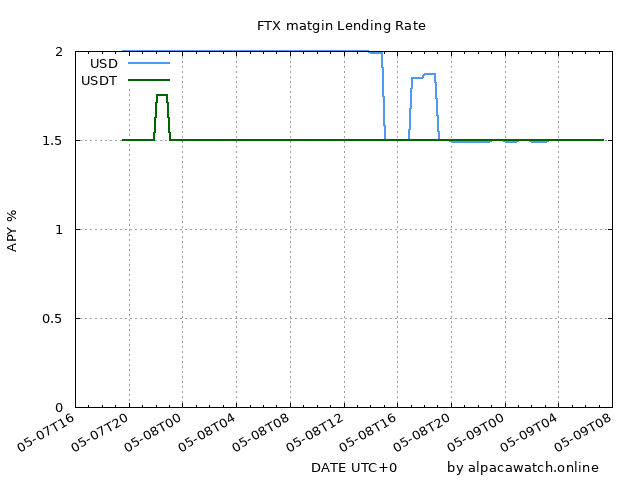 FTX matgin Lending Rate
USD
USDT
2
1.5
1
0.5
0
APY %
05-07T16
05-07T20
05-08T00
05-08T04
05-08T08
05-08T12
05-08T16
05-08T20
05-09T00
05-09T04
05-09T08
DATE UTC+0
by alpacawatch.online